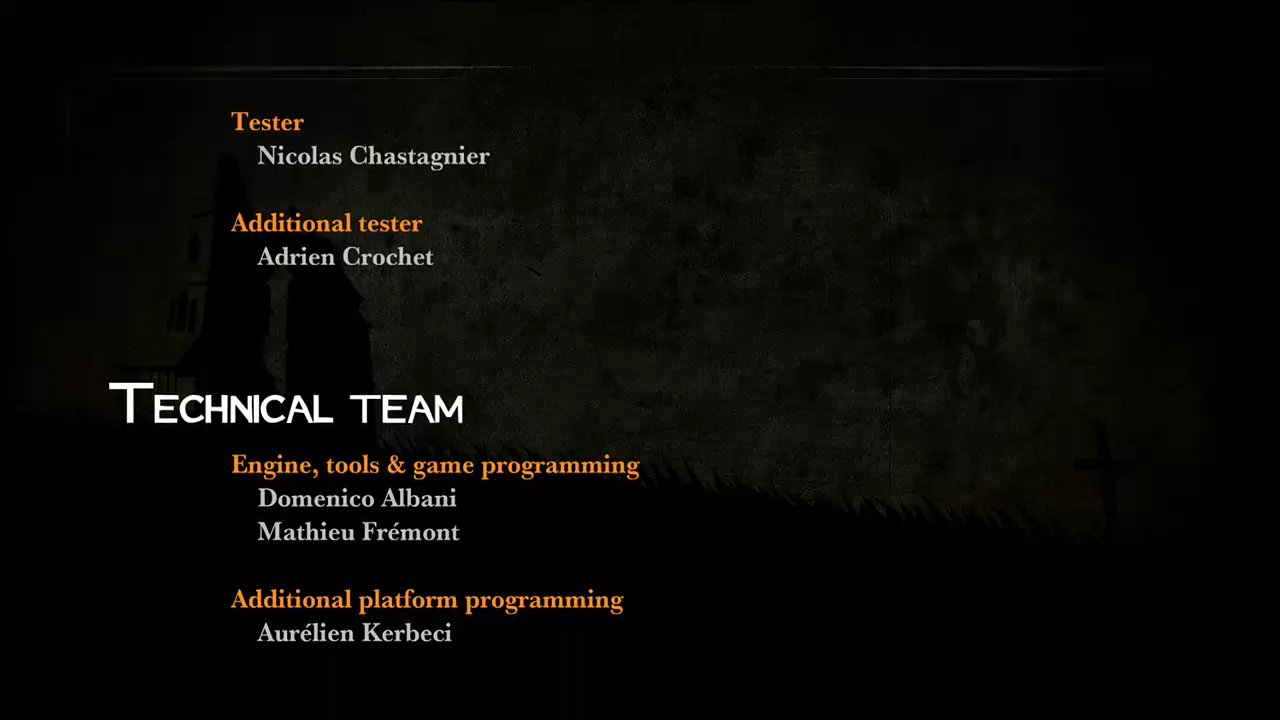 Tester
Nicolas Chastagnier
Additional tester
Adrien Crochet
Technical team
Engine, tools & game programming
Domenico Albani
Mathieu Frémont
Additional platform programming
Aurélien Kerbeci